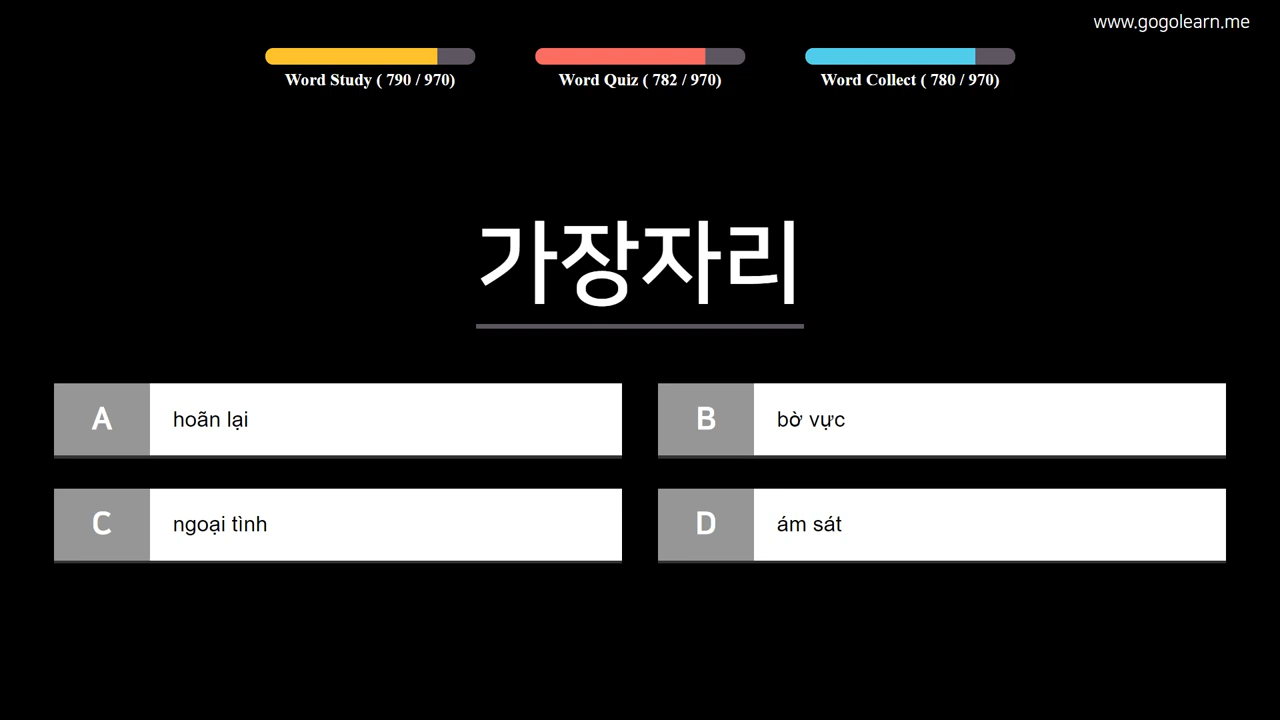 www.gogolearn.me
Word Study ( 790 / 970)
Word Quiz ( 782 / 970)
Word Collect ( 780 / 970)
가장자리
A hoãn lại
B bờ vực
C ngoại tình
D ám sát